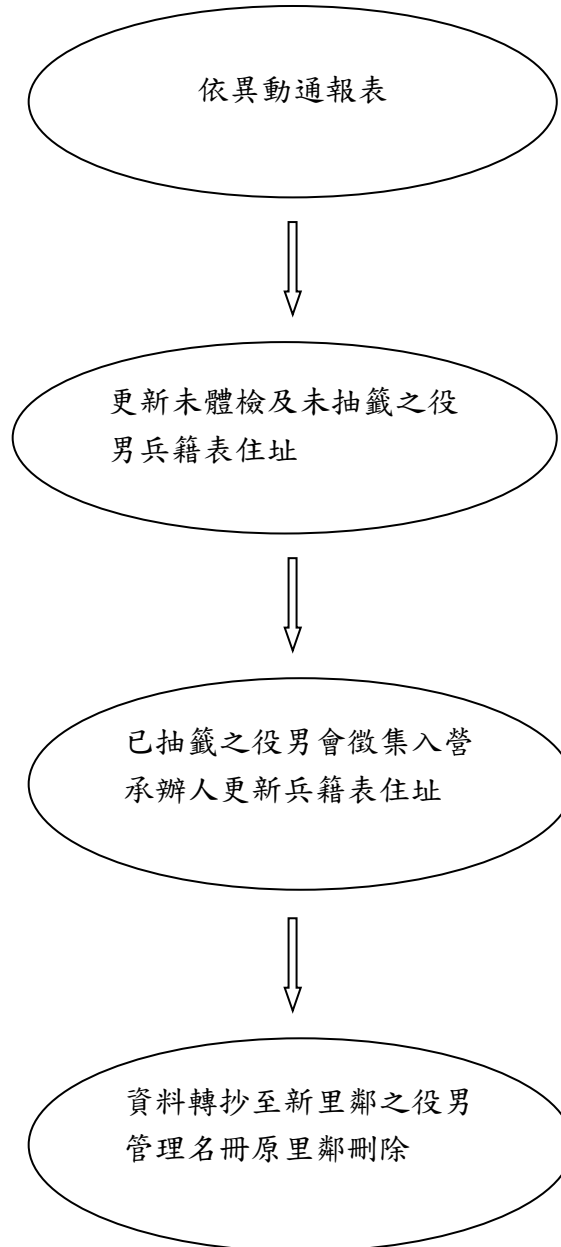 依異動通報表
更新未體檢及未抽籤之役
男兵籍表住址
已抽籤之役男會徵集入營
承辦人更新兵籍表住址
資料轉抄至新里鄰之役男
管理名冊原里鄰刪除